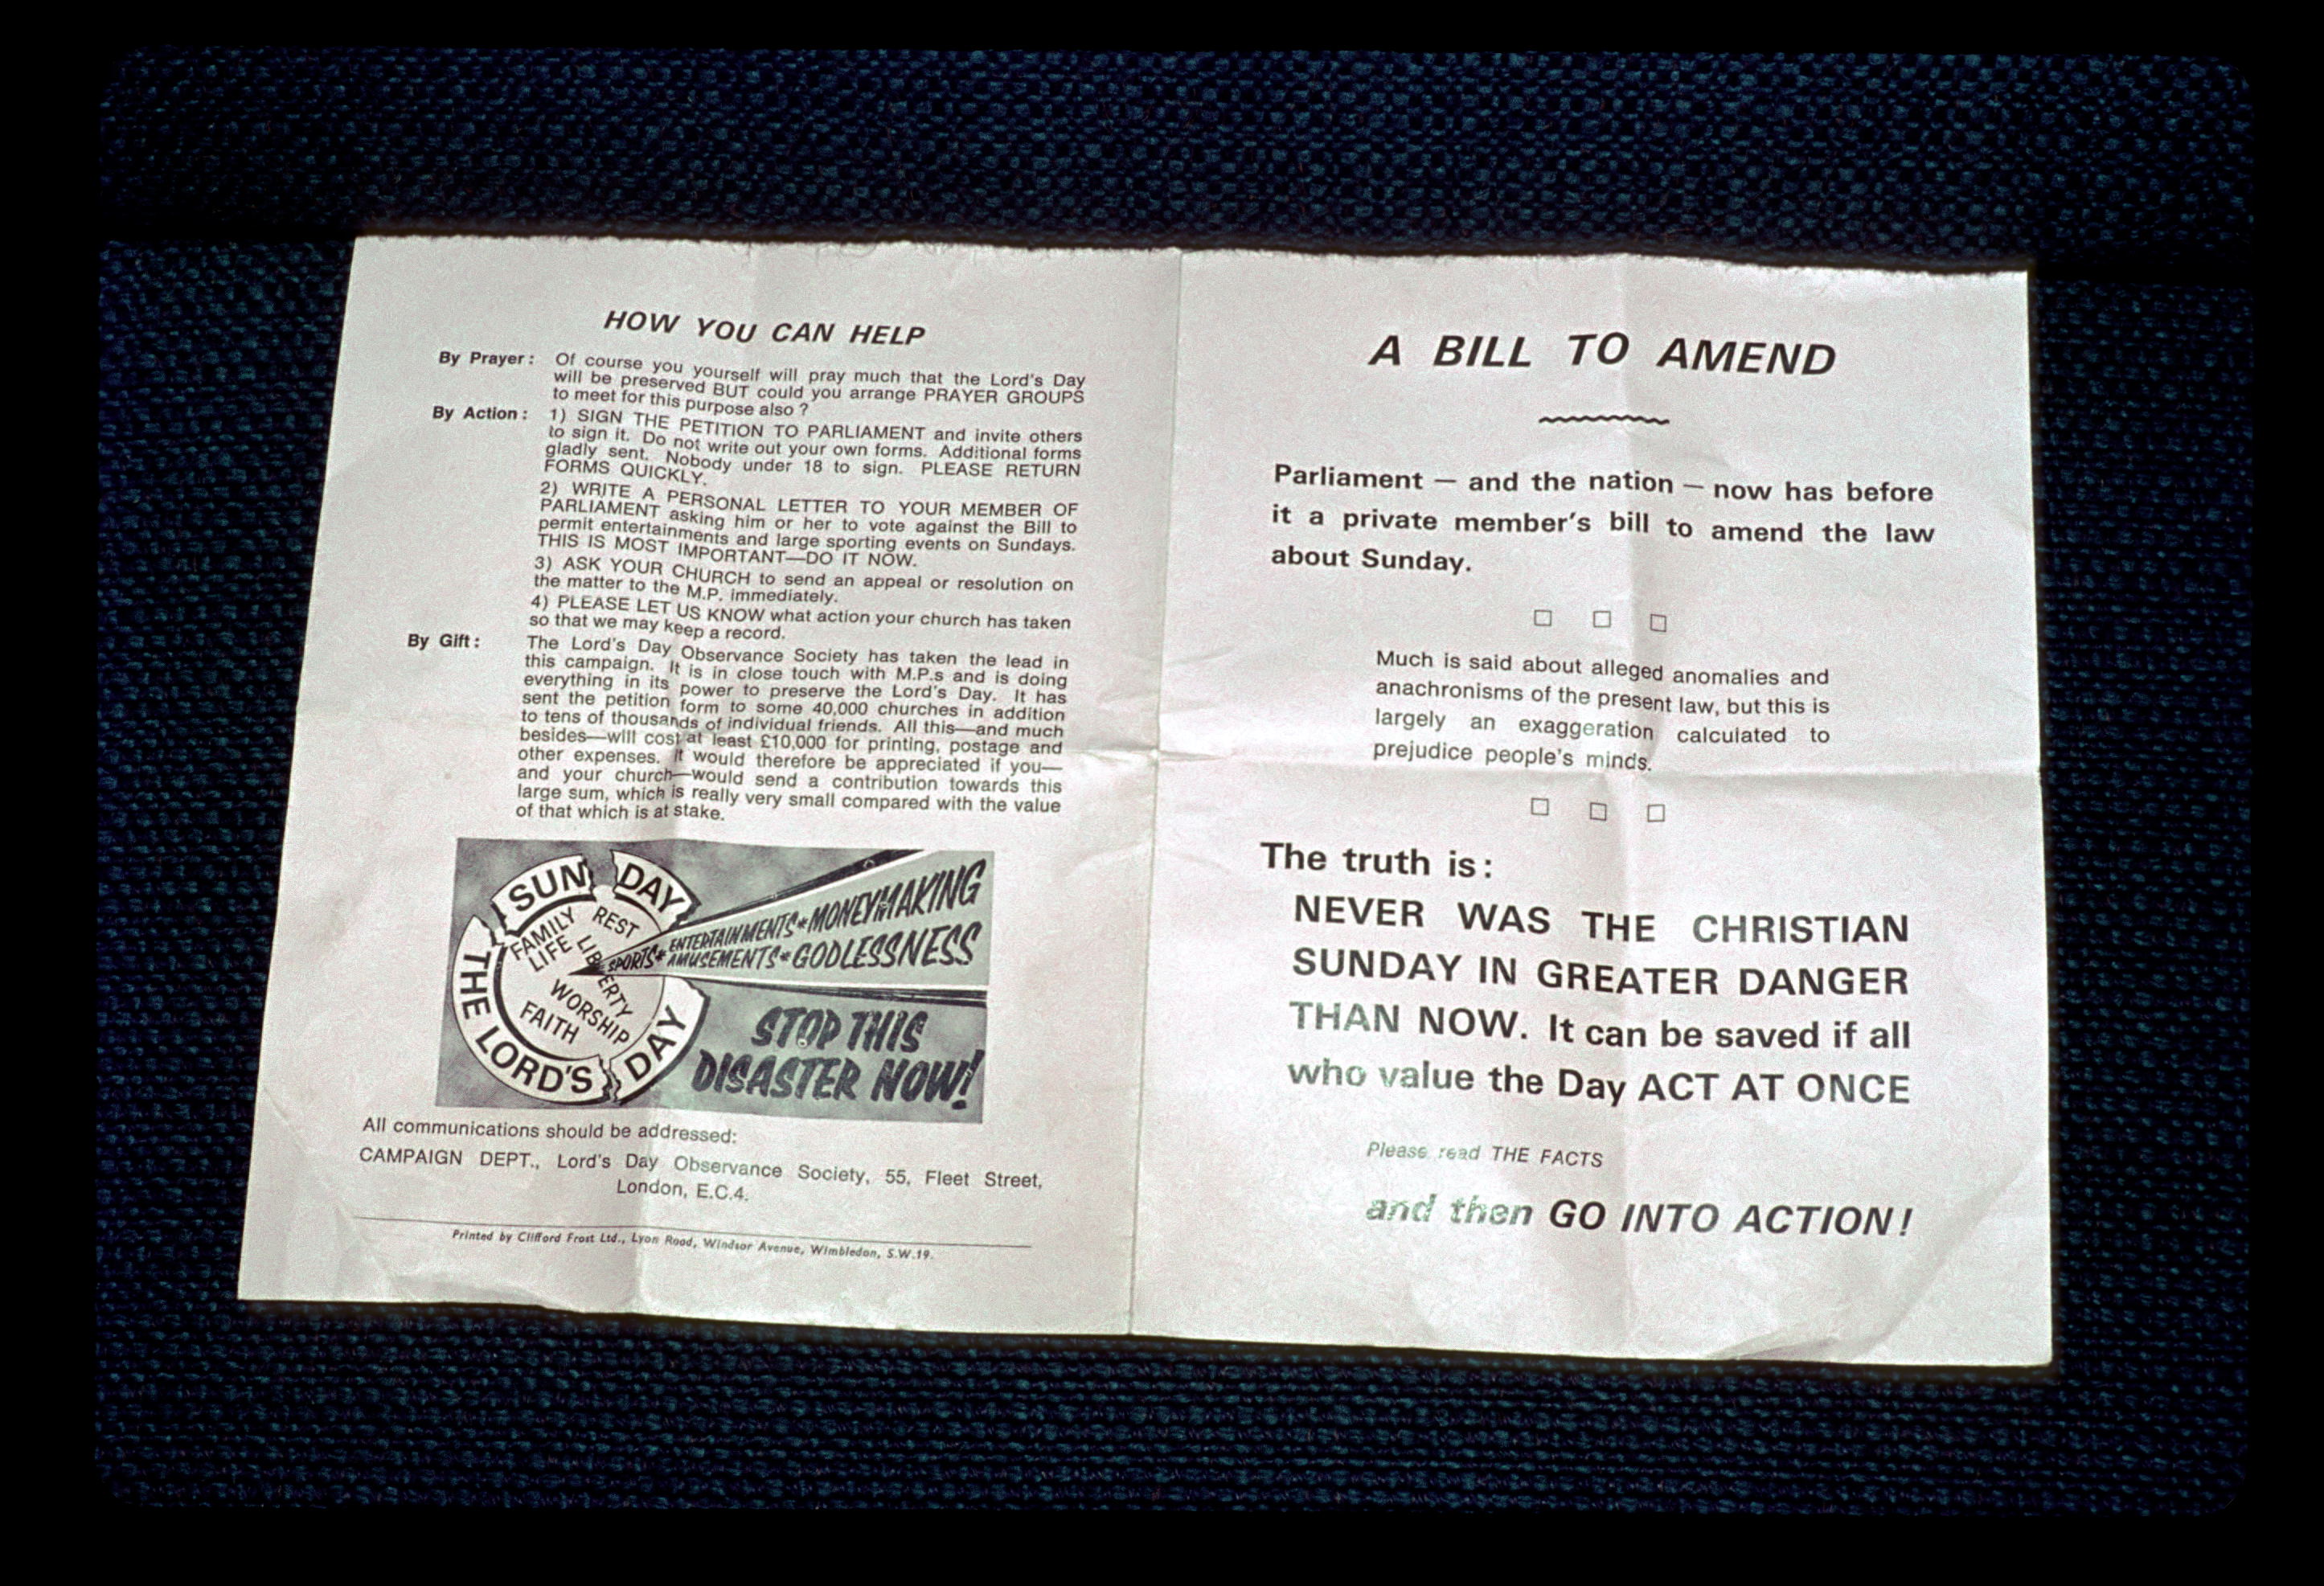 HOW YOU CAN HELP
By Prayer: Of course you yourself will pray much that the Lord's Day
will be preserved BUT could you arrange PRAYER GROUPS
to meet for this purpose also?
By Action: 1) SIGN THE PETITION TO PARLIAMENT and invite others
to sign it. Do not write out your own forms. Additional forms
gladly sent. Nobody under 18 to sign. PLEASE RETURN
FORMS QUICKLY.
2) WRITE A PERSONAL LETTER TO YOUR MEMBER OF
PARLIAMENT asking him or her to vote against the Bill to
permit entertainments and large sporting events on Sundays.
THIS IS MOST IMPORTANT—DO IT NOW.
3) ASK YOUR CHURCH to send an appeal or resolution on
the matter to the M.P. immediately.
4) PLEASE LET US KNOW what action your church has taken
so that we may keep a record.
By Gift: The Lord's Day Observance Society has taken the lead in
this campaign. It is in close touch with M.P.s and is doing
everything in its power to preserve the Lord's Day. It has
sent the petition form to some 40,000 churches in addition
to tens of thousands of individual friends. All this—and much
besides—will cost at least £10,000 for printing, postage and
other expenses. It would therefore be appreciated if you—
and your church—would send a contribution towards this
large sum, which is really very small compared with the value
of that which is at stake.
SUN DAY
THE LORD'S DAY
FAMILY LIFE
REST
LIBERTY
WORSHIP
FAITH
SPORTS * ENTERTAINMENTS * MONEYMAKING
AMUSEMENTS * GODLESSNESS
STOP THIS
DISASTER NOW!
All communications should be addressed:
CAMPAIGN DEPT., Lord's Day Observance Society, 55, Fleet Street,
London, E.C.4.
Printed by Clifford Frost Ltd., Lyon Road, Windsor Avenue, Wimbledon, S.W.19.
A BILL TO AMEND
Parliament — and the nation — now has before
it a private member's bill to amend the law
about Sunday.
□ □ □
Much is said about alleged anomalies and
anachronisms of the present law, but this is
largely an exaggeration calculated to
prejudice people's minds.
□ □ □
The truth is:
NEVER WAS THE CHRISTIAN
SUNDAY IN GREATER DANGER
THAN NOW. It can be saved if all
who value the Day ACT AT ONCE
Please read THE FACTS
and then GO INTO ACTION!